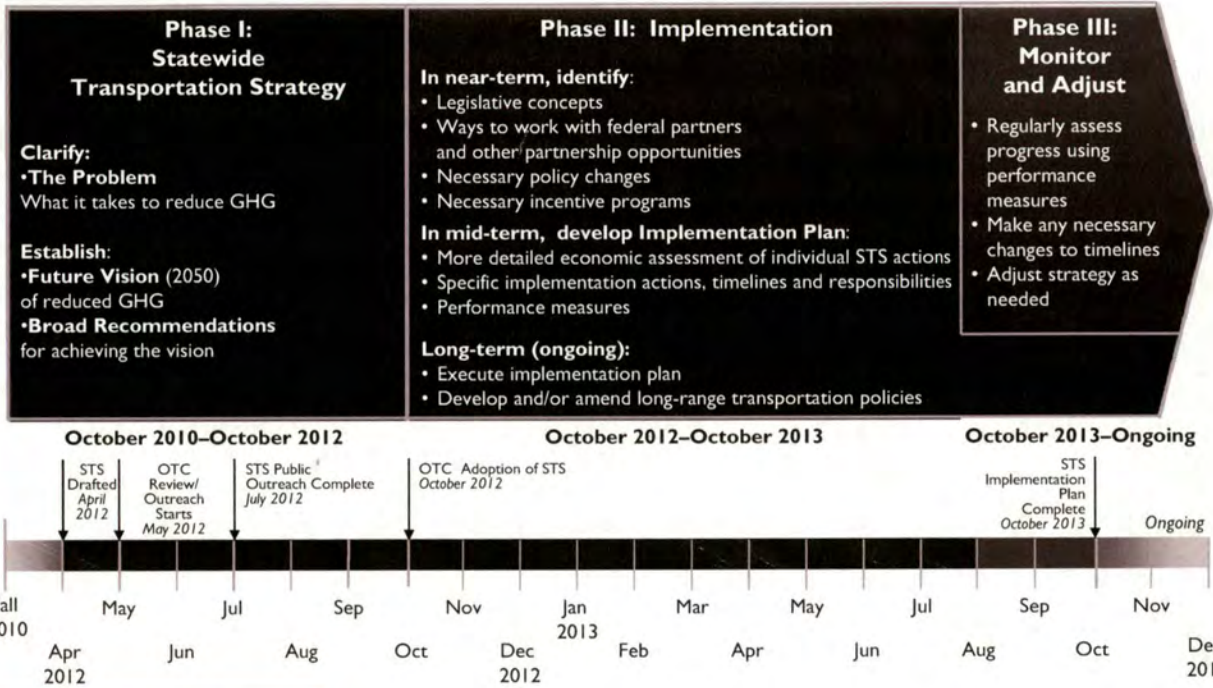 Phase I:
Statewide
Transportation Strategy
Clarify:
•The Problem
What it takes to reduce GHG
Establish:
•Future Vision (2050)
of reduced GHG
•Broad Recommendations
for achieving the vision
Phase II: Implementation
In near-term, identify:
• Legislative concepts
• Ways to work with federal partners
and other partnership opportunities
• Necessary policy changes
• Necessary incentive programs
In mid-term, develop Implementation Plan:
• More detailed economic assessment of individual STS actions
• Specific implementation actions, timelines and responsibilities
• Performance measures
Long-term (ongoing):
• Execute implementation plan
• Develop and/or amend long-range transportation policies
Phase III:
Monitor
and Adjust
• Regularly assess
progress using
performance
measures
• Make any necessary
changes to timelines
• Adjust strategy as
needed
October 2010–October 2012
October 2012–October 2013
October 2013–Ongoing
STS
Drafted
April
2012
OTC
Review/
Outreach
Starts
May 2012
STS Public
Outreach Complete
July 2012
OTC Adoption of STS
October 2012
STS
Implementation
Plan
Complete
October 2013
Ongoing
all
010
Apr
2012
May
Jun
Jul
Aug
Sep
Oct
Nov
Dec
2012
Jan
2013
Feb
Mar
Apr
May
Jun
Jul
Aug
Sep
Oct
Nov
De
201